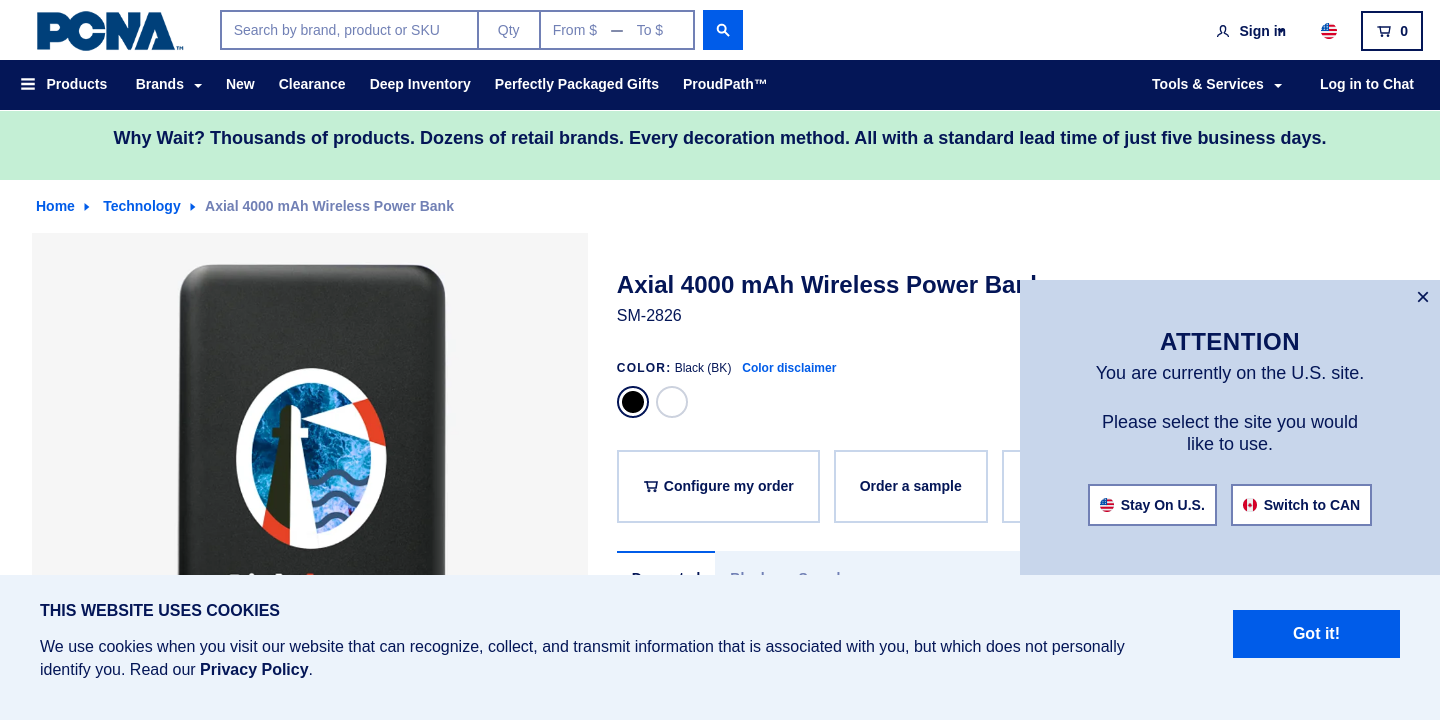 PCNA™
Search by brand, product or SKU
Qty
From $ — To $
Sign in
0
Products
Brands
New
Clearance
Deep Inventory
Perfectly Packaged Gifts
ProudPath™
Tools & Services
Log in to Chat
Why Wait? Thousands of products. Dozens of retail brands. Every decoration method. All with a standard lead time of just five business days.
Home
Technology
Axial 4000 mAh Wireless Power Bank
Axial 4000 mAh Wireless Power Bank
SM-2826
COLOR: Black (BK) Color disclaimer
Configure my order
Order a sample
×
ATTENTION
You are currently on the U.S. site.
Please select the site you would
like to use.
Stay On U.S.
Switch to CAN
THIS WEBSITE USES COOKIES
We use cookies when you visit our website that can recognize, collect, and transmit information that is associated with you, but which does not personally
identify you. Read our Privacy Policy.
Got it!